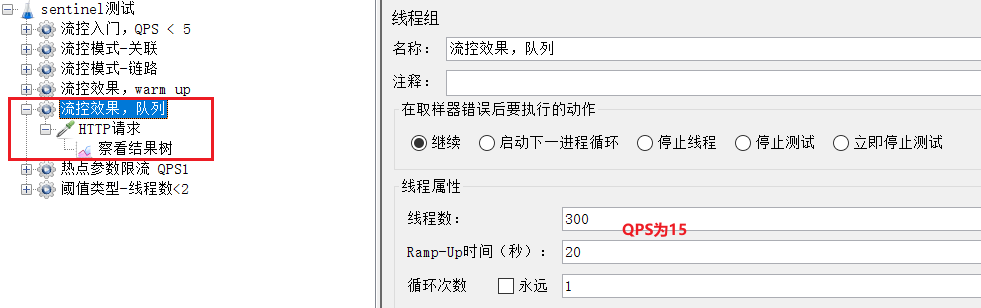 sentinel测试
流控入门，QPS < 5
流控模式-关联
流控模式-链路
流控效果，warm up
流控效果，队列
HTTP请求
察看结果树
热点参数限流 QPS1
阈值类型-线程数<2
线程组
名称： 流控效果，队列
注释：
在取样器错误后要执行的动作
继续 启动下一进程循环 停止线程 停止测试 立即停止测试
线程属性
线程数： 300
QPS为15
Ramp-Up时间（秒）： 20
循环次数 永远 1